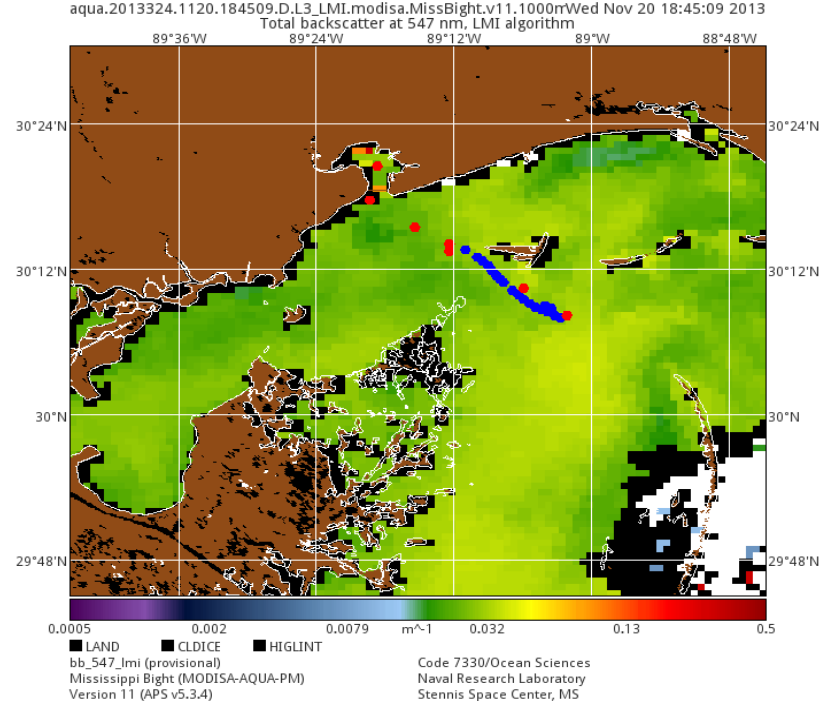 aqua.2013324.1120.184509.D.L3_LMI.modisa.MissBight.v11.1000mWed Nov 20 18:45:09 2013
Total backscatter at 547 nm, LMI algorithm
89°36'W 89°24'W 89°12'W 89°W 88°48'W
30°24'N 30°24'N
30°12'N 30°12'N
30°N 30°N
29°48'N 29°48'N
0.0005 0.002 0.0079 m^-1 0.032 0.13 0.5
LAND CLDICE HIGLINT
bb_547_lmi (provisional) Code 7330/Ocean Sciences
Mississippi Bight (MODISA-AQUA-PM) Naval Research Laboratory
Version 11 (APS v5.3.4) Stennis Space Center, MS